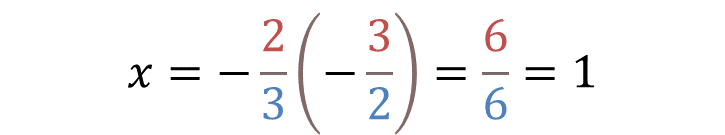 x = −2/3(−3/2) = 6/6 = 1